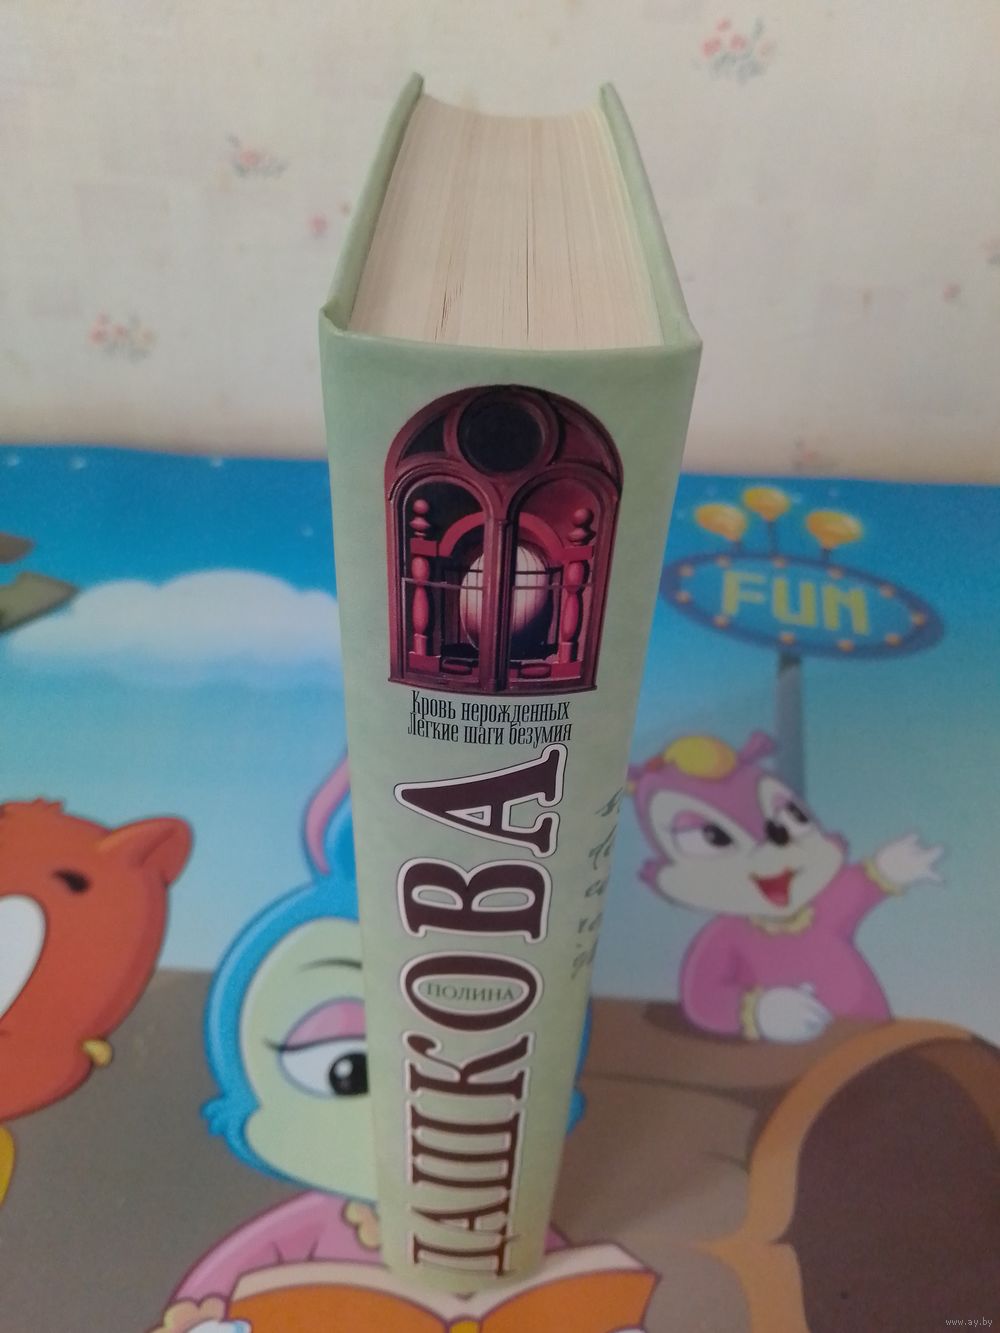 Кровь нерожденных
Легкие шаги безумия
ДАШКОВА
ПОЛИНА
FUN
www.ay.by